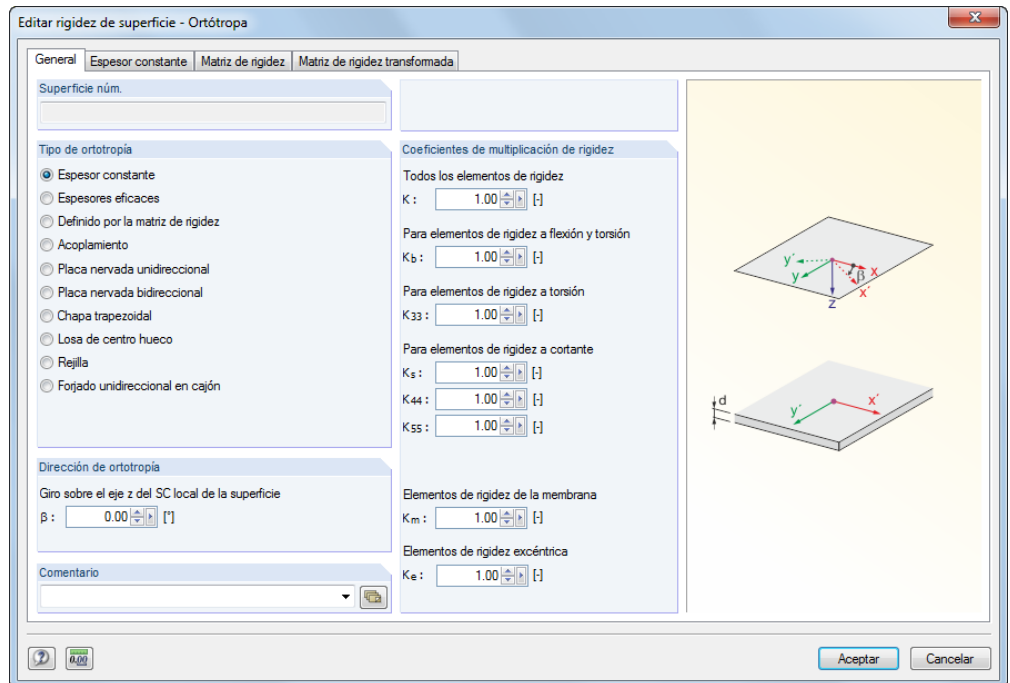 Editar rigidez de superficie - Ortótropa
General Espesor constante Matriz de rigidez Matriz de rigidez transformada
Superficie núm.
Tipo de ortotropía
Espesor constante
Espesores eficaces
Definido por la matriz de rigidez
Acoplamiento
Placa nervada unidireccional
Placa nervada bidireccional
Chapa trapezoidal
Losa de centro hueco
Rejilla
Forjado unidireccional en cajón
Dirección de ortotropía
Giro sobre el eje z del SC local de la superficie
β: 0.00 [°]
Comentario
Coeficientes de multiplicación de rigidez
Todos los elementos de rigidez
K: 1.00 [-]
Para elementos de rigidez a flexión y torsión
Kb: 1.00 [-]
Para elementos de rigidez a torsión
K33: 1.00 [-]
Para elementos de rigidez a cortante
Ks: 1.00 [-]
K44: 1.00 [-]
K55: 1.00 [-]
Elementos de rigidez de la membrana
Km: 1.00 [-]
Elementos de rigidez excéntrica
Ke: 1.00 [-]
y´
y
β
x
x´
z
d
y´
x´
0.00
Aceptar Cancelar